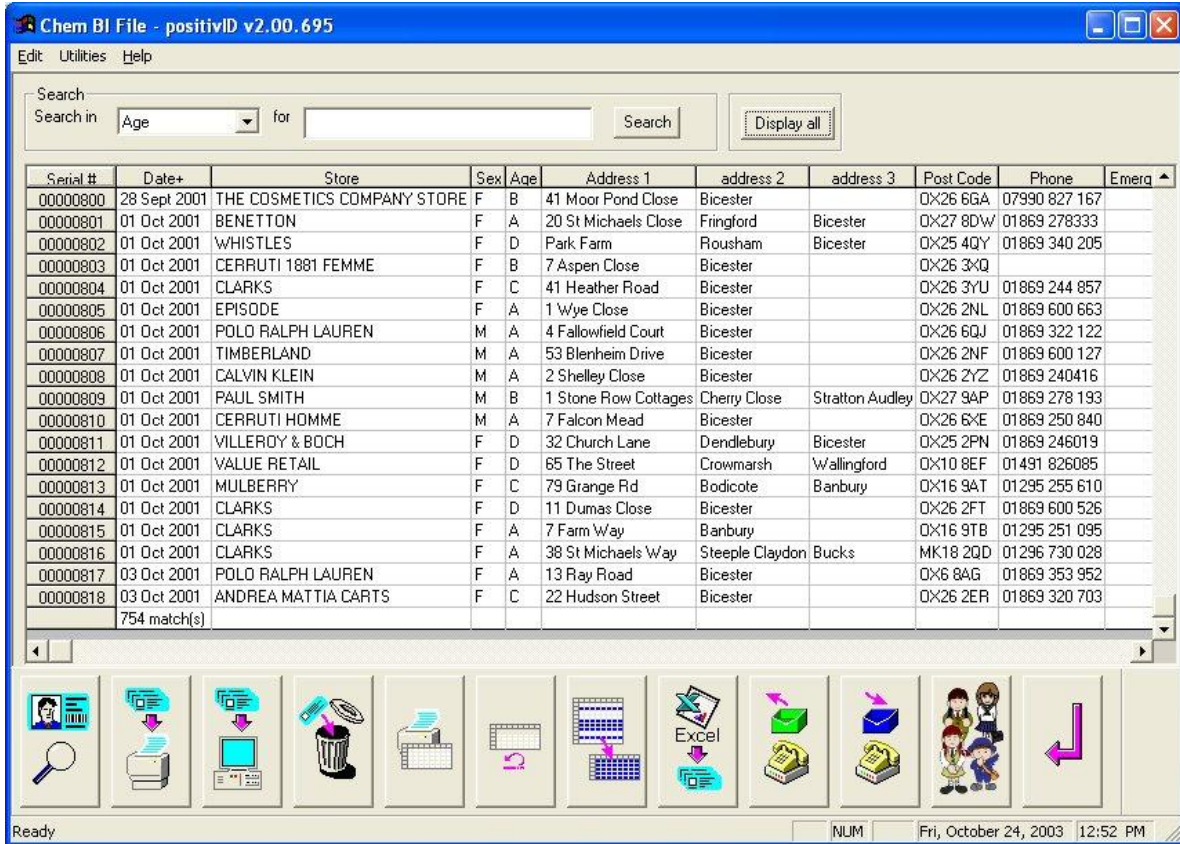 Chem BI File - positivID v2.00.695
Edit Utilities Help
Search
Search in Age for Search Display all
Serial # Date+ Store Sex Age Address 1 address 2 address 3 Post Code Phone Emerg
00000800 28 Sept 2001 THE COSMETICS COMPANY STORE F B 41 Moor Pond Close Bicester OX26 6GA 07990 827 167
00000801 01 Oct 2001 BENETTON F A 20 St Michaels Close Fringford Bicester OX27 8DW 01869 278333
00000802 01 Oct 2001 WHISTLES F D Park Farm Rousham Bicester OX25 4QY 01869 340 205
00000803 01 Oct 2001 CERRUTI 1881 FEMME F B 7 Aspen Close Bicester OX26 3XQ
00000804 01 Oct 2001 CLARKS F C 41 Heather Road Bicester OX26 3YU 01869 244 857
00000805 01 Oct 2001 EPISODE F A 1 Wye Close Bicester OX26 2NL 01869 600 663
00000806 01 Oct 2001 POLO RALPH LAUREN M A 4 Fallowfield Court Bicester OX26 6QJ 01869 322 122
00000807 01 Oct 2001 TIMBERLAND M A 53 Blenheim Drive Bicester OX26 2NF 01869 600 127
00000808 01 Oct 2001 CALVIN KLEIN M A 2 Shelley Close Bicester OX26 2YZ 01869 240416
00000809 01 Oct 2001 PAUL SMITH M B 1 Stone Row Cottages Cherry Close Stratton Audley OX27 9AP 01869 278 193
00000810 01 Oct 2001 CERRUTI HOMME M A 7 Falcon Mead Bicester OX26 6XE 01869 250 840
00000811 01 Oct 2001 VILLEROY & BOCH F D 32 Church Lane Dendlebury Bicester OX25 2PN 01869 246019
00000812 01 Oct 2001 VALUE RETAIL F D 65 The Street Crowmarsh Wallingford OX10 8EF 01491 826085
00000813 01 Oct 2001 MULBERRY F C 79 Grange Rd Bodicote Banbury OX16 9AT 01295 255 610
00000814 01 Oct 2001 CLARKS F D 11 Dumas Close Bicester OX26 2FT 01869 600 526
00000815 01 Oct 2001 CLARKS F A 7 Farm Way Banbury OX16 9TB 01295 251 095
00000816 01 Oct 2001 CLARKS F A 38 St Michaels Way Steeple Claydon Bucks MK18 2QD 01296 730 028
00000817 03 Oct 2001 POLO RALPH LAUREN F A 13 Ray Road Bicester OX6 8AG 01869 353 952
00000818 03 Oct 2001 ANDREA MATTIA CARTS F C 22 Hudson Street Bicester OX26 2ER 01869 320 703
754 match(s)
Excel
Ready NUM Fri, October 24, 2003 12:52 PM